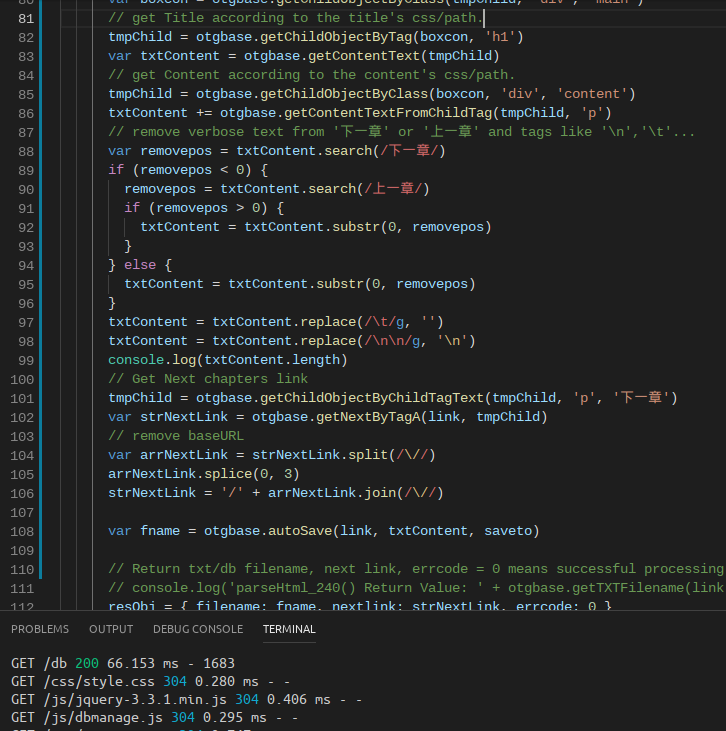 80 var boxcon = otgbase.getChildObjectByClass(tmpChild, 'div', 'main')
81 // get Title according to the title's css/path.
82 tmpChild = otgbase.getChildObjectByTag(boxcon, 'h1')
83 var txtContent = otgbase.getContentText(tmpChild)
84 // get Content according to the content's css/path.
85 tmpChild = otgbase.getChildObjectByClass(boxcon, 'div', 'content')
86 txtContent += otgbase.getContentTextFromChildTag(tmpChild, 'p')
87 // remove verbose text from '下一章' or '上一章' and tags like '\n','\t'...
88 var removepos = txtContent.search(/下一章/)
89 if (removepos < 0) {
90 removepos = txtContent.search(/上一章/)
91 if (removepos > 0) {
92 txtContent = txtContent.substr(0, removepos)
93 }
94 } else {
95 txtContent = txtContent.substr(0, removepos)
96 }
97 txtContent = txtContent.replace(/\t/g, '')
98 txtContent = txtContent.replace(/\n\n/g, '\n')
99 console.log(txtContent.length)
100 // Get Next chapters link
101 tmpChild = otgbase.getChildObjectByChildTagText(tmpChild, 'p', '下一章')
102 var strNextLink = otgbase.getNextByTagA(link, tmpChild)
103 // remove baseURL
104 var arrNextLink = strNextLink.split(/\//)
105 arrNextLink.splice(0, 3)
106 strNextLink = '/' + arrNextLink.join(/\//)
107
108 var fname = otgbase.autoSave(link, txtContent, saveto)
109
110 // Return txt/db filename, next link, errcode = 0 means successful processing
111 // console.log('parseHtml_240() Return Value: ' + otgbase.getTXTFilename(link
112 resObj = { filename: fname, nextlink: strNextLink, errcode: 0 }
PROBLEMS OUTPUT DEBUG CONSOLE TERMINAL
GET /db 200 66.153 ms - 1683
GET /css/style.css 304 0.280 ms - -
GET /js/jquery-3.3.1.min.js 304 0.406 ms - -
GET /js/dbmanage.js 304 0.295 ms - -